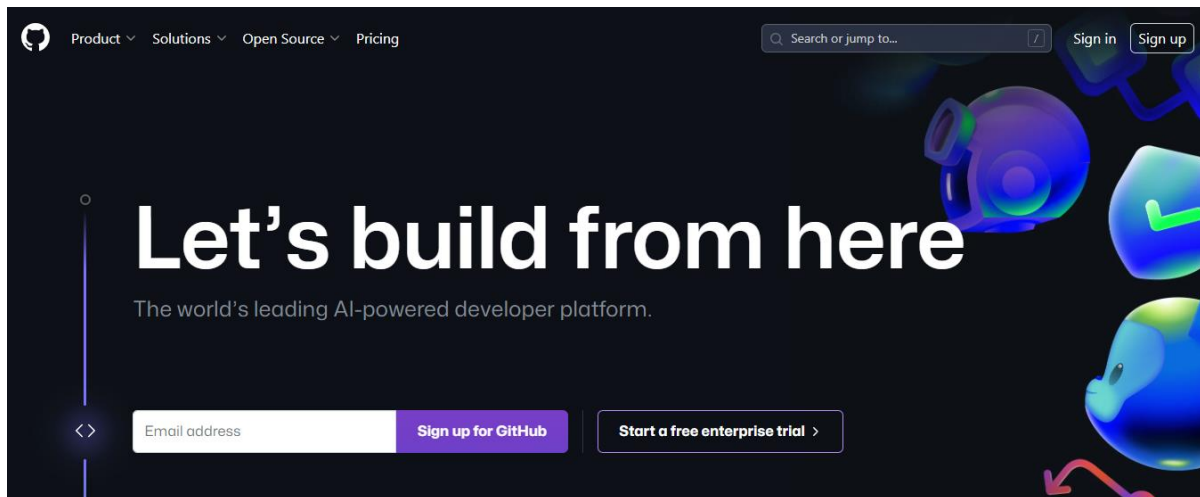 Product Solutions Open Source Pricing Search or jump to... / Sign in Sign up
Let’s build from here
The world’s leading AI-powered developer platform.
Email address Sign up for GitHub Start a free enterprise trial >